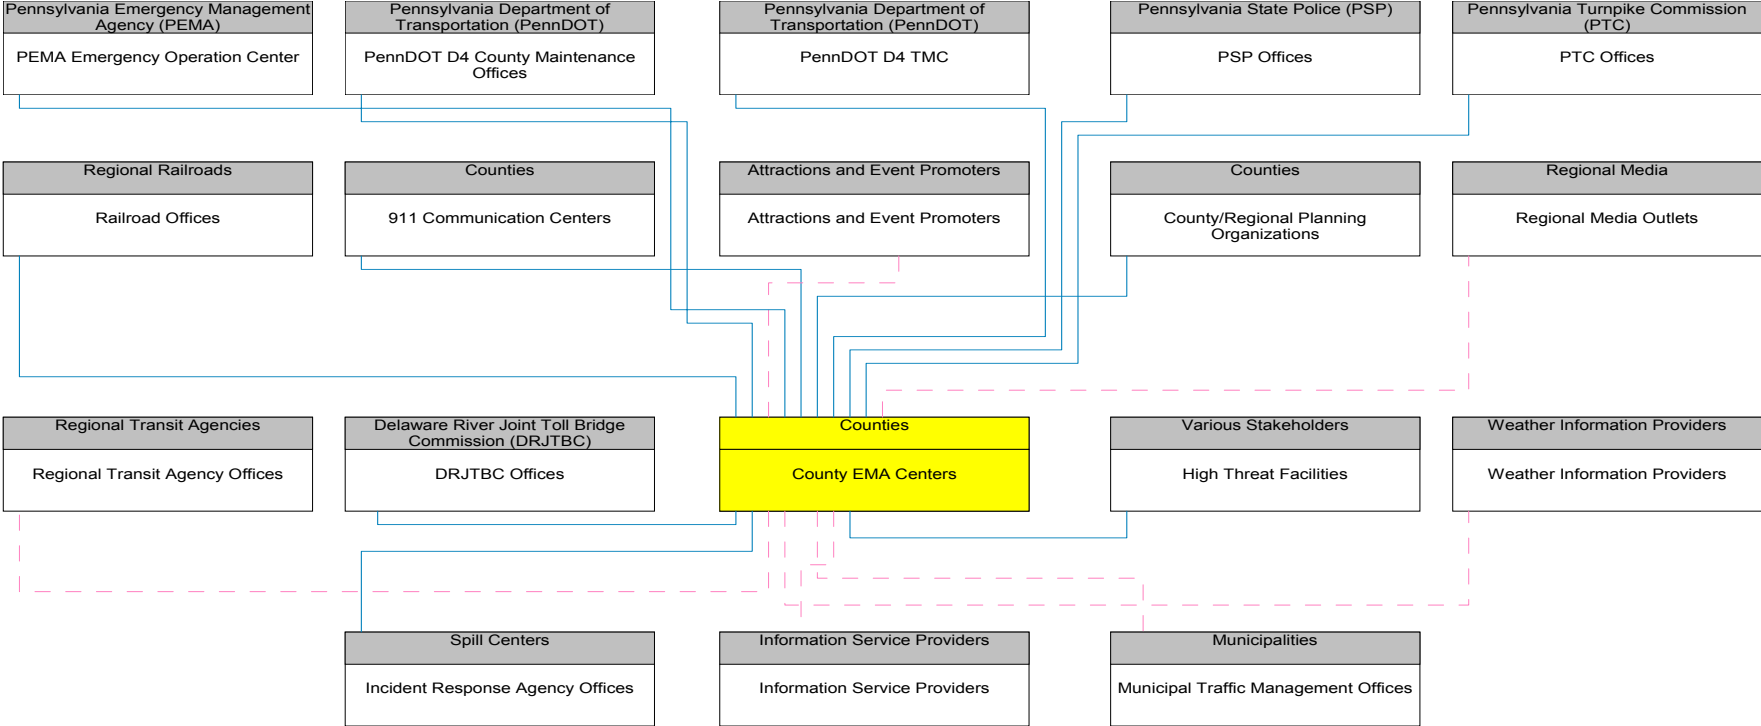 Pennsylvania Emergency Management
Agency (PEMA)
PEMA Emergency Operation Center
Pennsylvania Department of
Transportation (PennDOT)
PennDOT D4 County Maintenance
Offices
Pennsylvania Department of
Transportation (PennDOT)
PennDOT D4 TMC
Pennsylvania State Police (PSP)
PSP Offices
Pennsylvania Turnpike Commission
(PTC)
PTC Offices
Regional Railroads
Railroad Offices
Counties
911 Communication Centers
Attractions and Event Promoters
Attractions and Event Promoters
Counties
County/Regional Planning
Organizations
Regional Media
Regional Media Outlets
Regional Transit Agencies
Regional Transit Agency Offices
Delaware River Joint Toll Bridge
Commission (DRJTBC)
DRJTBC Offices
Counties
County EMA Centers
Various Stakeholders
High Threat Facilities
Weather Information Providers
Weather Information Providers
Spill Centers
Incident Response Agency Offices
Information Service Providers
Information Service Providers
Municipalities
Municipal Traffic Management Offices